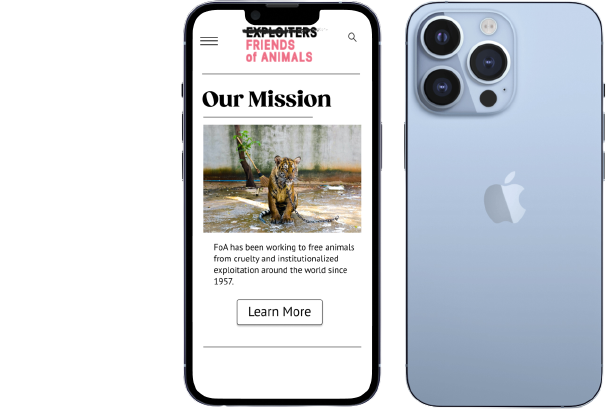 EXPLOITERS
FRIENDS
of ANIMALS
Our Mission
FoA has been working to free animals
from cruelty and institutionalized
exploitation around the world since
1957.
Learn More